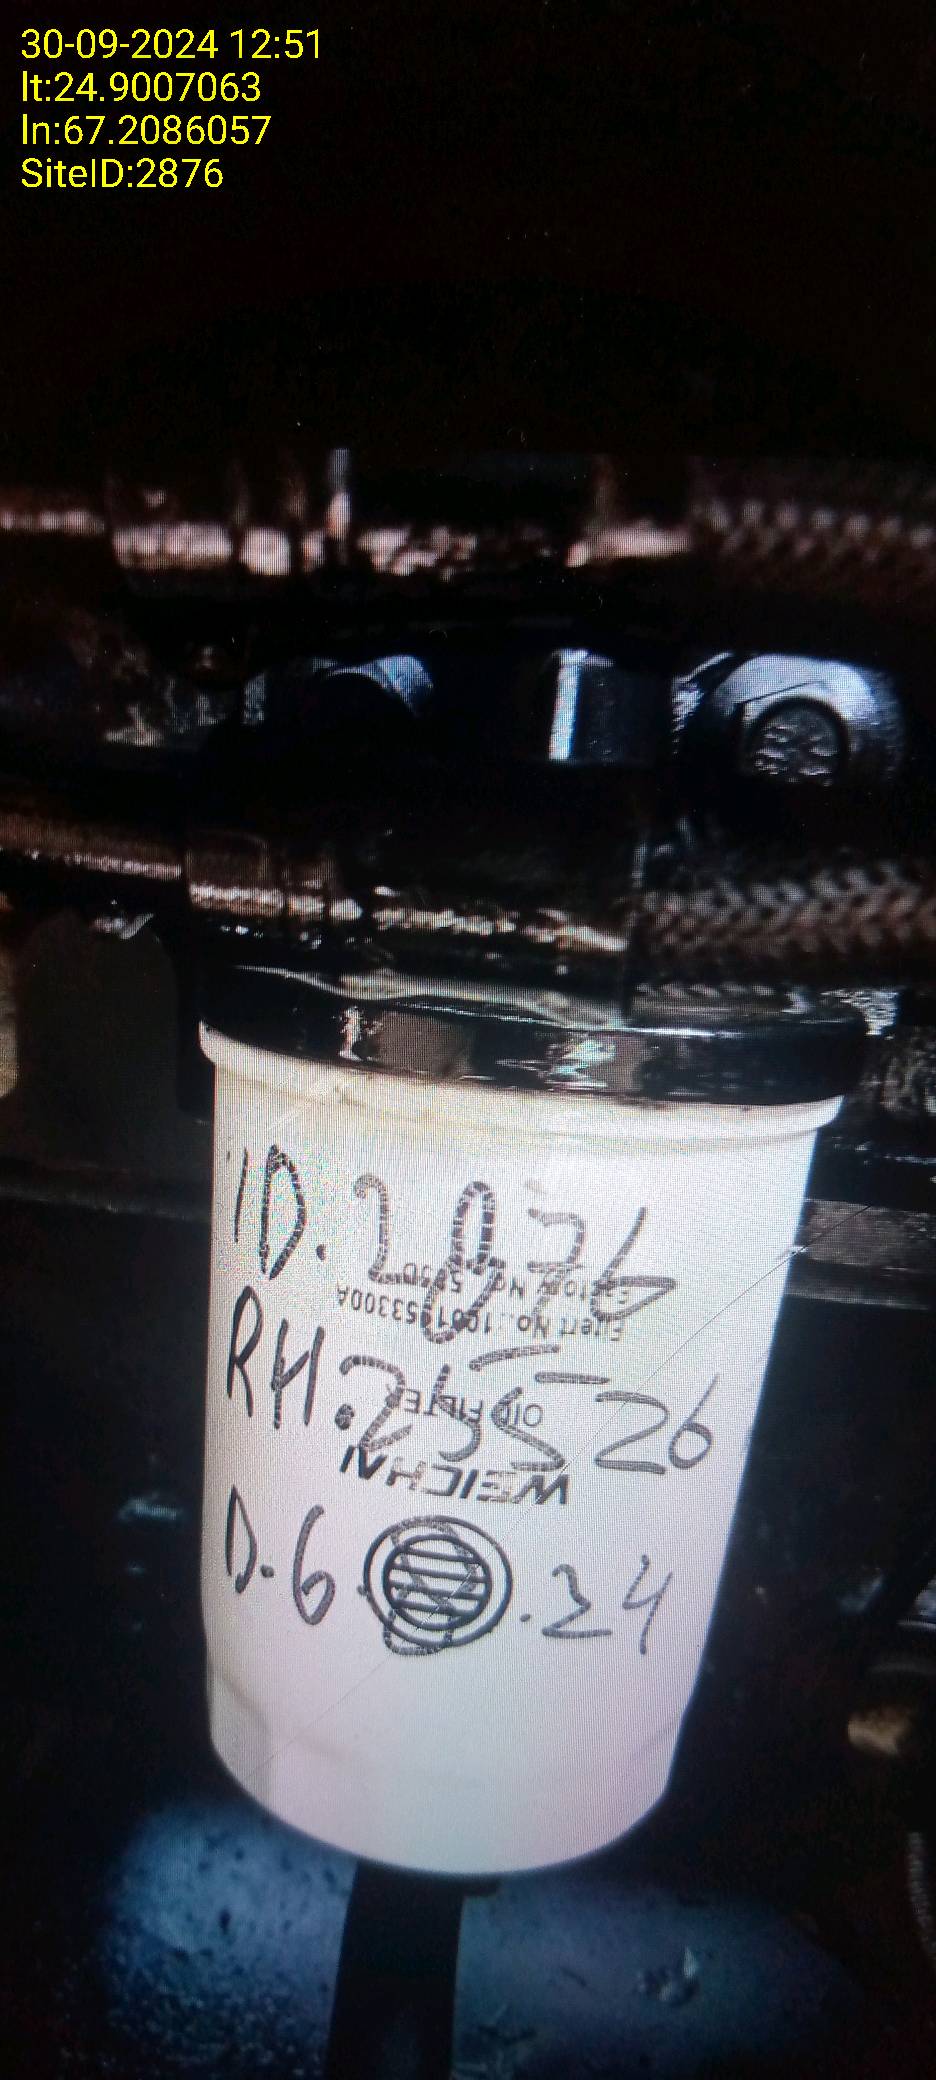 30-09-2024 12:51
lt:24.9007063
ln:67.2086057
SiteID:2876
ID.2876
RH.25526
D.6.8.24
OIL FILTER
WEICHAI